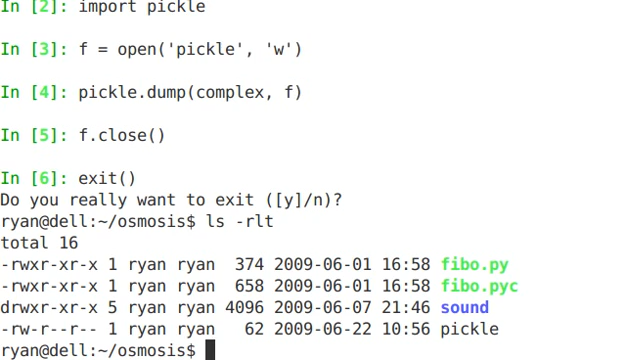 In [2]: import pickle
In [3]: f = open('pickle', 'w')
In [4]: pickle.dump(complex, f)
In [5]: f.close()
In [6]: exit()
Do you really want to exit ([y]/n)?
ryan@dell:~/osmosis$ ls -rlt
total 16
-rwxr-xr-x 1 ryan ryan  374 2009-06-01 16:58 fibo.py
-rwxr-xr-x 1 ryan ryan  658 2009-06-01 16:58 fibo.pyc
drwxr-xr-x 5 ryan ryan 4096 2009-06-07 21:46 sound
-rw-r--r-- 1 ryan ryan   62 2009-06-22 10:56 pickle
ryan@dell:~/osmosis$